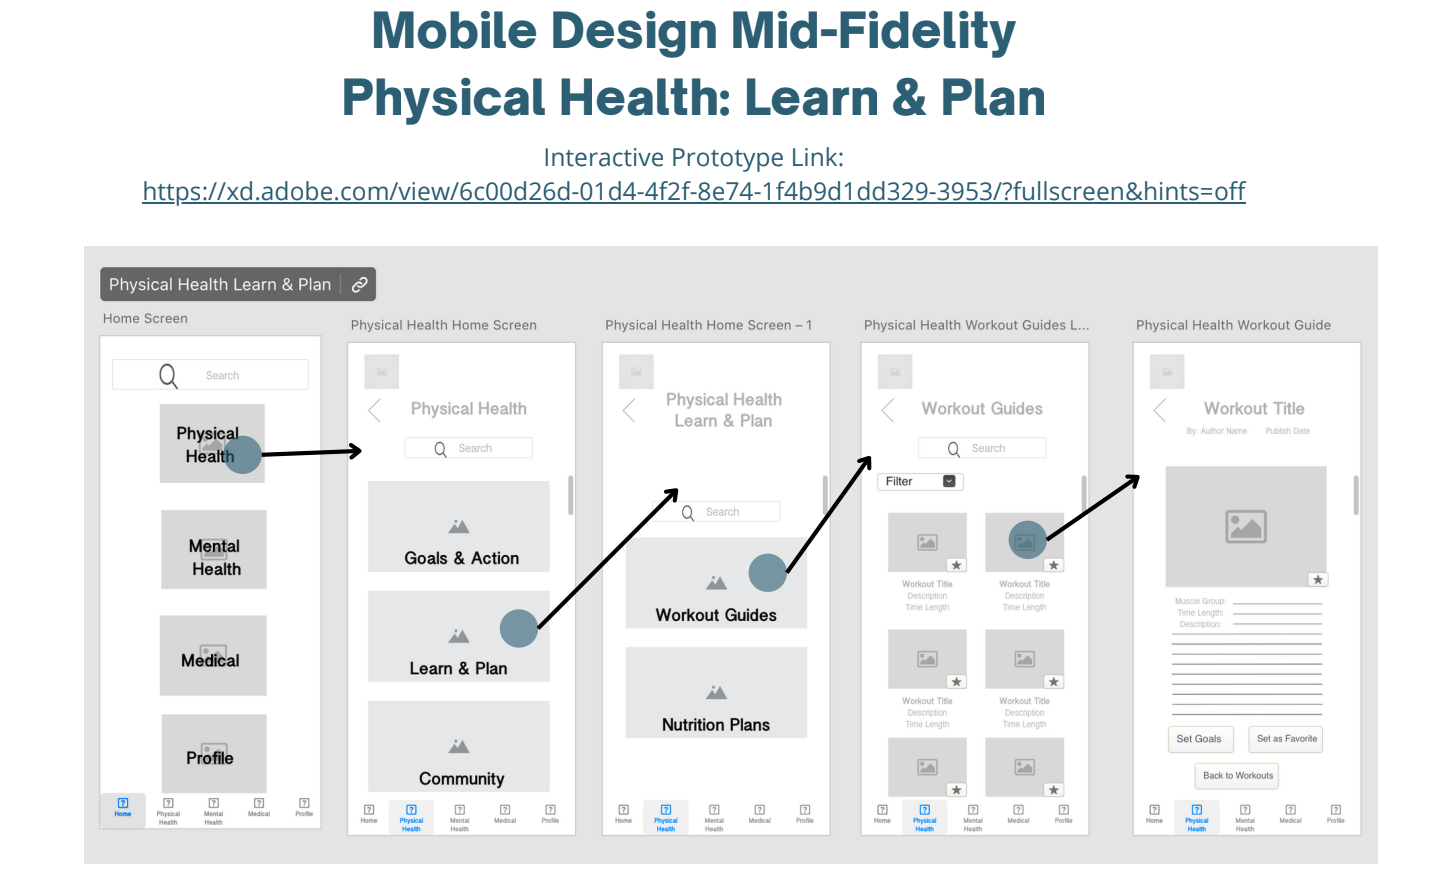 Mobile Design Mid-Fidelity
Physical Health: Learn & Plan
Interactive Prototype Link:
https://xd.adobe.com/view/6c00d26d-01d4-4f2f-8e74-1f4b9d1dd329-3953/?fullscreen&hints=off
Physical Health Learn & Plan
Home Screen
Search
Physical
Health
Mental
Health
Medical
Profile
Home
Physical
Health
Mental
Health
Medical
Profile
Physical Health Home Screen
Physical Health
Search
Goals & Action
Learn & Plan
Community
Home
Physical
Health
Mental
Health
Medical
Profile
Physical Health Home Screen – 1
Physical Health
Learn & Plan
Search
Workout Guides
Nutrition Plans
Home
Physical
Health
Mental
Health
Medical
Profile
Physical Health Workout Guides L...
Workout Guides
Search
Filter
Workout Title
Description
Time Length
Workout Title
Description
Time Length
Workout Title
Description
Time Length
Workout Title
Description
Time Length
Home
Physical
Health
Mental
Health
Medical
Profile
Physical Health Workout Guide
Workout Title
By: Author Name Publish Date
Muscle Group:
Time Length:
Description:
Set Goals
Set as Favorite
Back to Workouts
Home
Physical
Health
Mental
Health
Medical
Profile